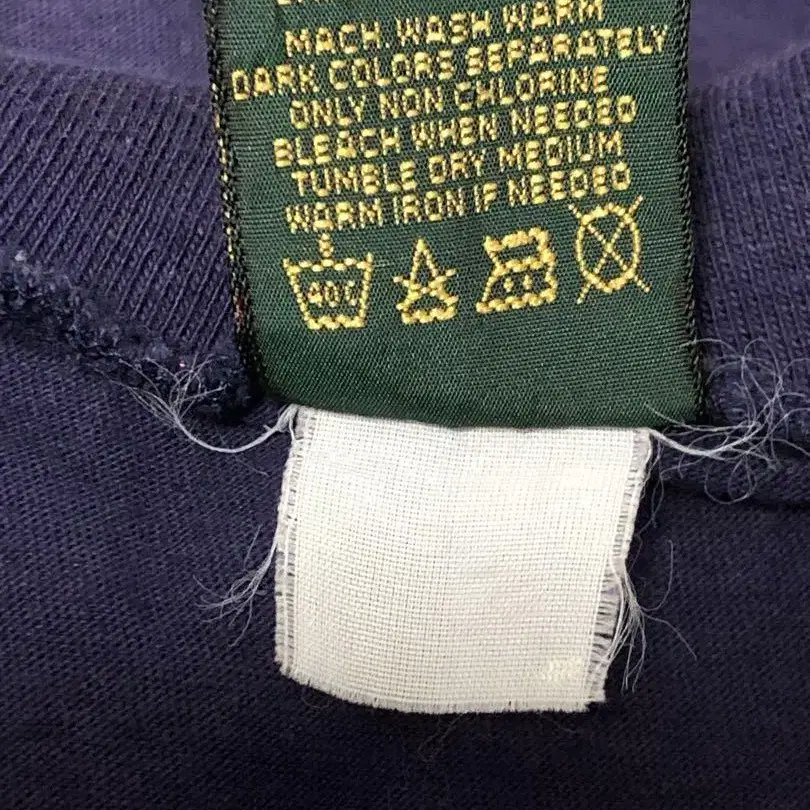 MACH. WASH WARM
DARK COLORS SEPARATELY
ONLY NON CHLORINE
BLEACH WHEN NEEDED
TUMBLE DRY MEDIUM
WARM IRON IF NEEDED
40C